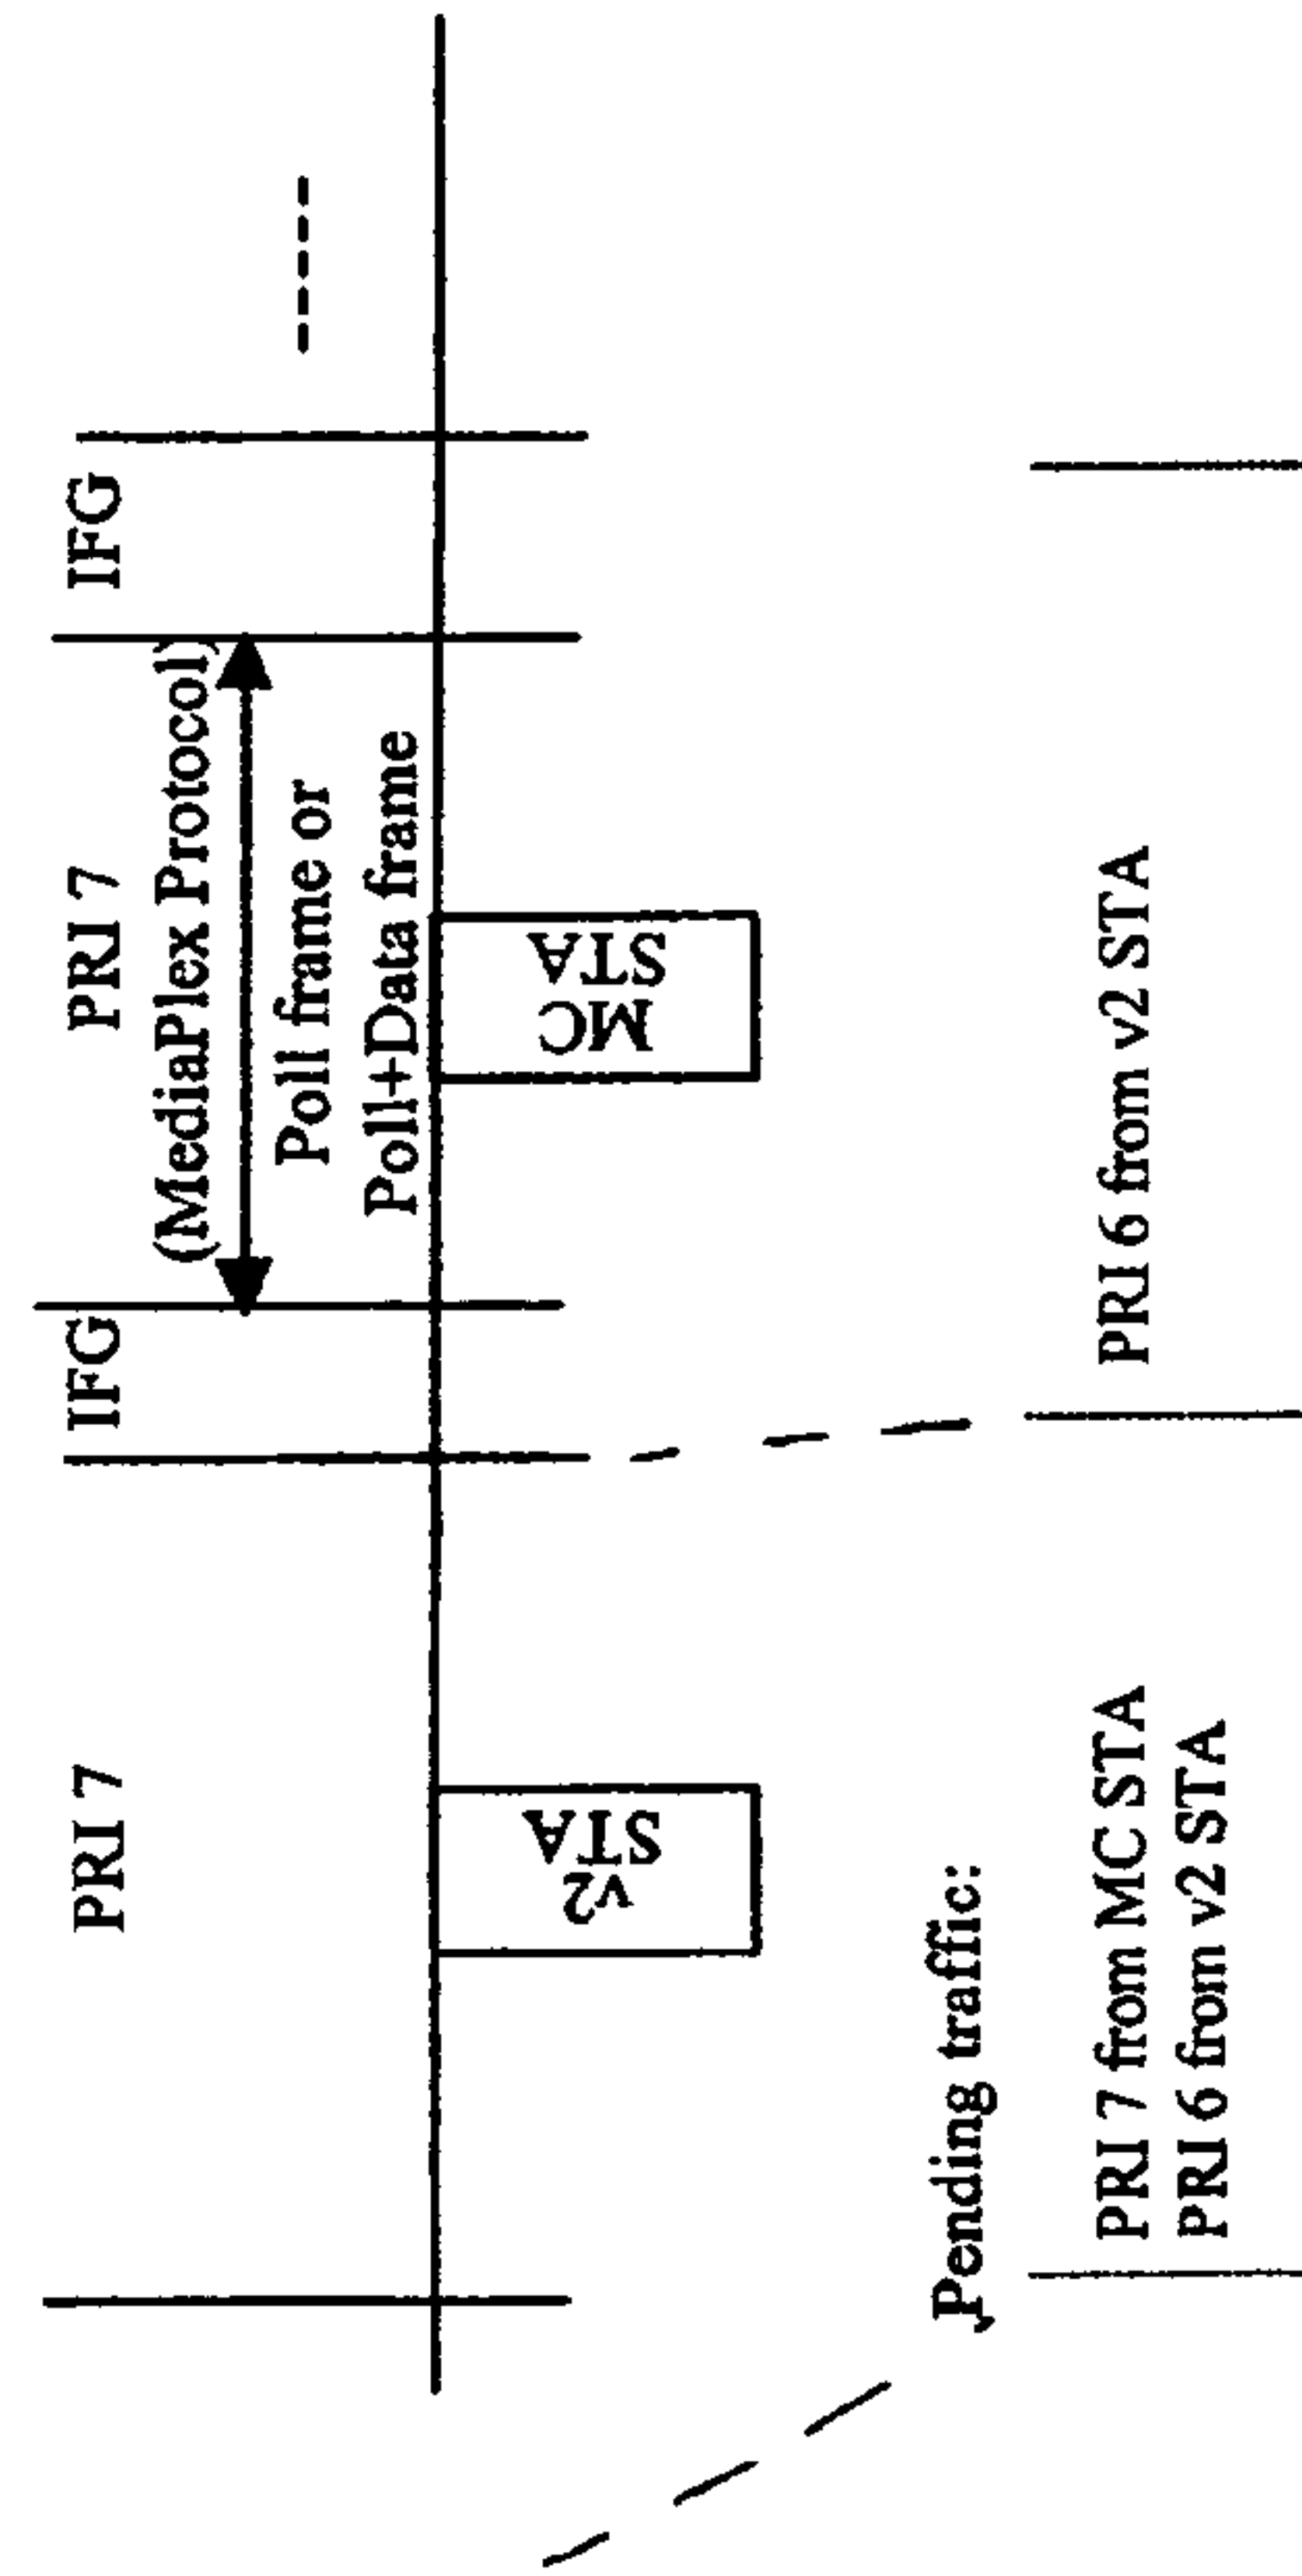 PRI 7
IFG
PRI 7
(MediaPlex Protocol)
IFG
Poll frame or
Poll+Data frame
v2
STA
MC
STA
Pending traffic:
PRI 7 from MC STA
PRI 6 from v2 STA
PRI 6 from v2 STA